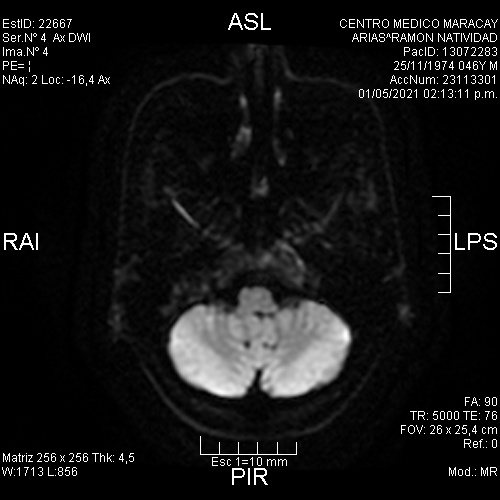 EstID: 22667
Ser.Nº 4 Ax DWI
Ima.Nº 4
PE= ¦
NAq: 2 Loc: -16,4 Ax
ASL
CENTRO MEDICO MARACAY
ARIAS^RAMON NATIVIDAD
PacID: 13072283
25/11/1974 046Y M
AccNum: 23113301
01/05/2021 02:13:11 p.m.
RAI
LPS
Matriz 256 x 256 Thk: 4,5
W:1713 L:856
Esc 1=10 mm
PIR
FA: 90
TR: 5000 TE: 76
FOV: 26 x 25,4 cm
Ref.: 0
Mod.: MR